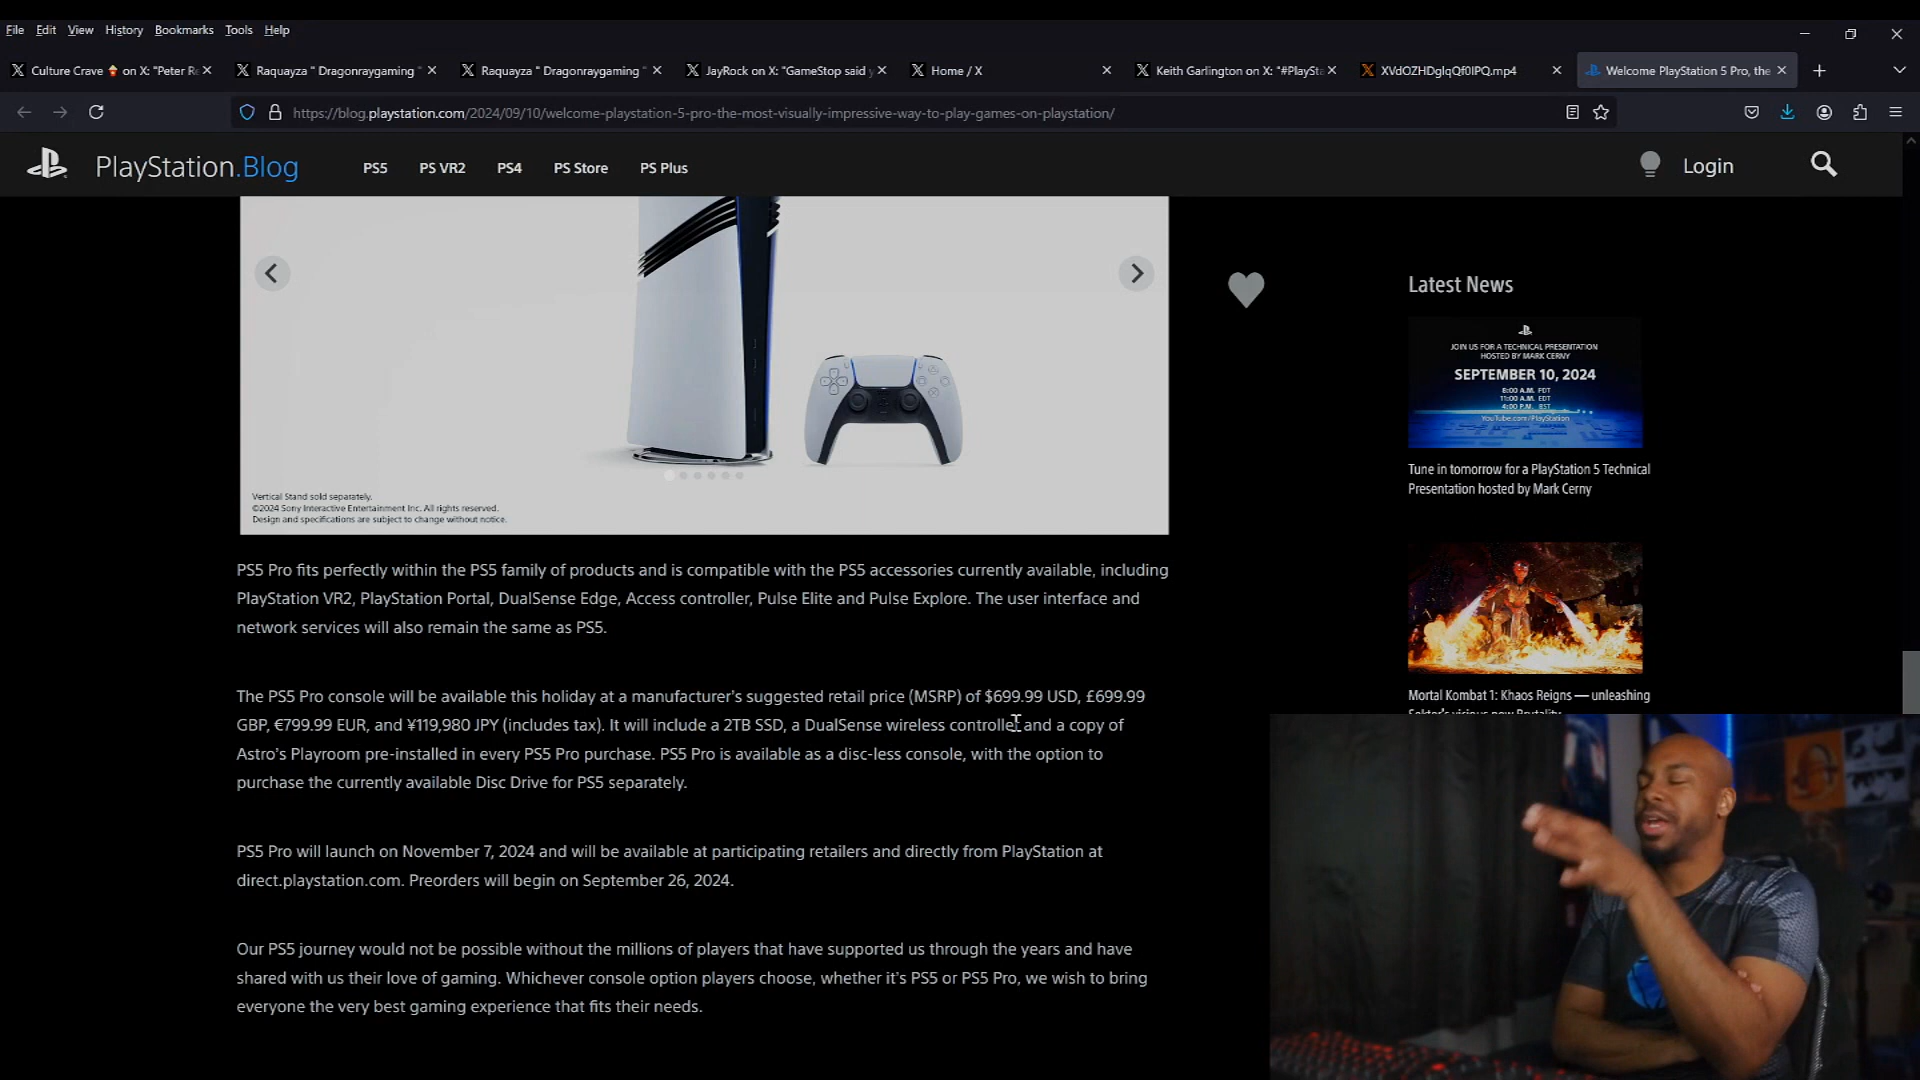 File Edit View History Bookmarks Tools Help
Culture Crave 🍿 on X: "Peter Re
Raquayza " Dragonraygaming "
Raquayza " Dragonraygaming "
JayRock on X: "GameStop said y
Home / X
Keith Garlington on X: "#PlaySta
Welcome PlayStation 5 Pro, the
https://blog.playstation.com/2024/09/10/welcome-playstation-5-pro-the-most-visually-impressive-way-to-play-games-on-playstation/
PlayStation.Blog
PS5 PS VR2 PS4 PS Store PS Plus
Login
Vertical Stand sold separately.
©2024 Sony Interactive Entertainment Inc. All rights reserved.
Design and specifications are subject to change without notice.
PS5 Pro fits perfectly within the PS5 family of products and is compatible with the PS5 accessories currently available, including
PlayStation VR2, PlayStation Portal, DualSense Edge, Access controller, Pulse Elite and Pulse Explore. The user interface and
network services will also remain the same as PS5.
The PS5 Pro console will be available this holiday at a manufacturer's suggested retail price (MSRP) of $699.99 USD, £699.99
GBP, €799.99 EUR, and ¥119,980 JPY (includes tax). It will include a 2TB SSD, a DualSense wireless controller and a copy of
Astro's Playroom pre-installed in every PS5 Pro purchase. PS5 Pro is available as a disc-less console, with the option to
purchase the currently available Disc Drive for PS5 separately.
PS5 Pro will launch on November 7, 2024 and will be available at participating retailers and directly from PlayStation at
direct.playstation.com. Preorders will begin on September 26, 2024.
Our PS5 journey would not be possible without the millions of players that have supported us through the years and have
shared with us their love of gaming. Whichever console option players choose, whether it's PS5 or PS5 Pro, we wish to bring
everyone the very best gaming experience that fits their needs.
Latest News
JOIN US FOR A TECHNICAL PRESENTATION
HOSTED BY MARK CERNY
SEPTEMBER 10, 2024
8:00 A.M. PDT
11:00 A.M. EDT
4:00 P.M. BST
YouTube.com/PlayStation
Tune in tomorrow for a PlayStation 5 Technical
Presentation hosted by Mark Cerny
Mortal Kombat 1: Khaos Reigns — unleashing